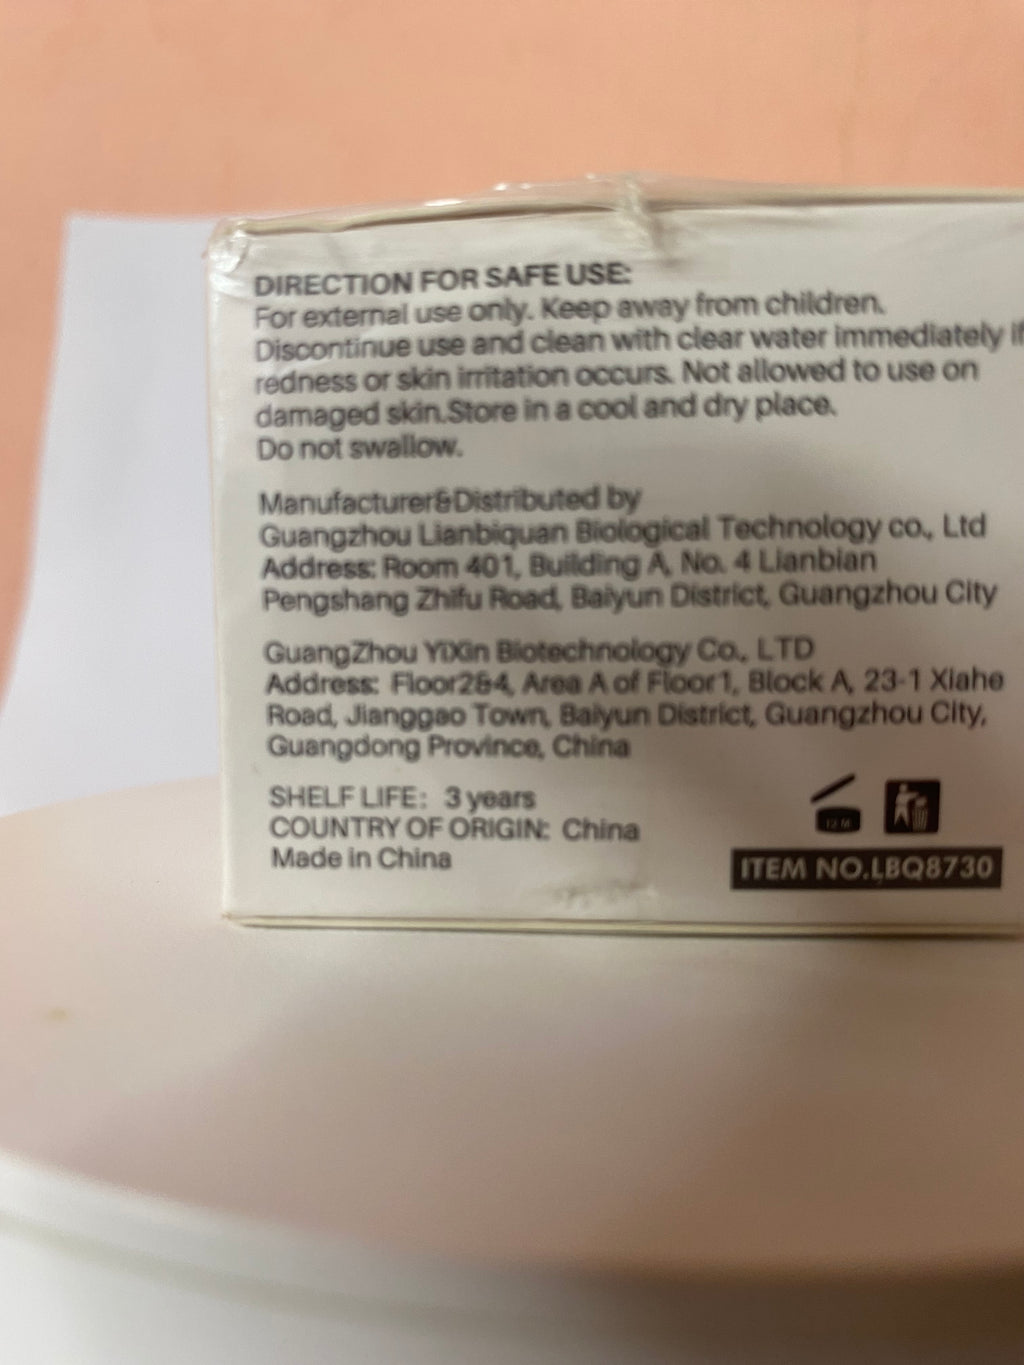 DIRECTION FOR SAFE USE:
For external use only. Keep away from children.
Discontinue use and clean with clear water immediately if
redness or skin irritation occurs. Not allowed to use on
damaged skin.Store in a cool and dry place.
Do not swallow.
Manufacturer&Distributed by
Guangzhou Lianbiquan Biological Technology co., Ltd
Address: Room 401, Building A, No. 4 Lianbian
Pengshang Zhifu Road, Baiyun District, Guangzhou City
GuangZhou YiXin Biotechnology Co., LTD
Address: Floor2&4, Area A of Floor1, Block A, 23-1 Xiahe
Road, Jianggao Town, Baiyun District, Guangzhou City,
Guangdong Province, China
SHELF LIFE: 3 years
COUNTRY OF ORIGIN: China
Made in China
12 M
ITEM NO.LBQ8730